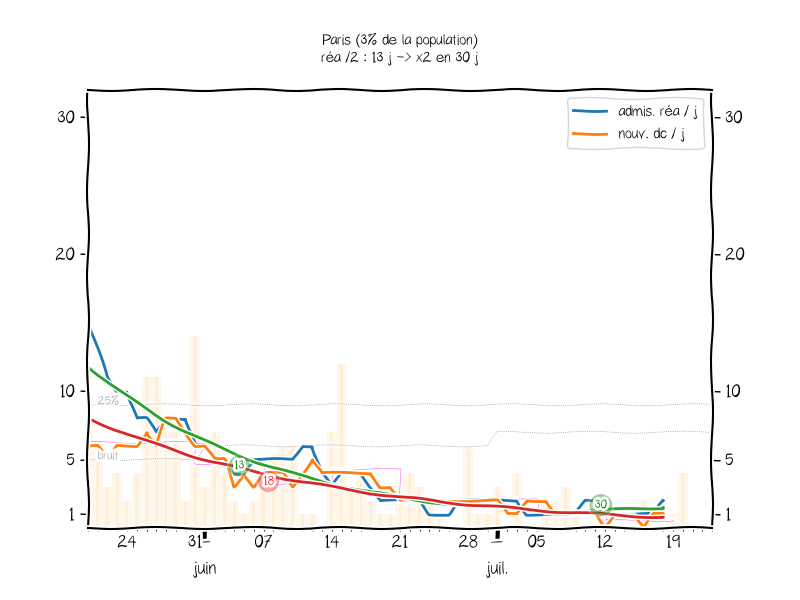 Paris (3% de la population)
réa /2 : 13 j -> x2 en 30 j
admis. réa / j
nouv. dc / j
30
30
20
20
10
10
25%
bruit
5
5
1
1
13
18
30
24 31 07 14 21 28 05 12 19
juin juil.